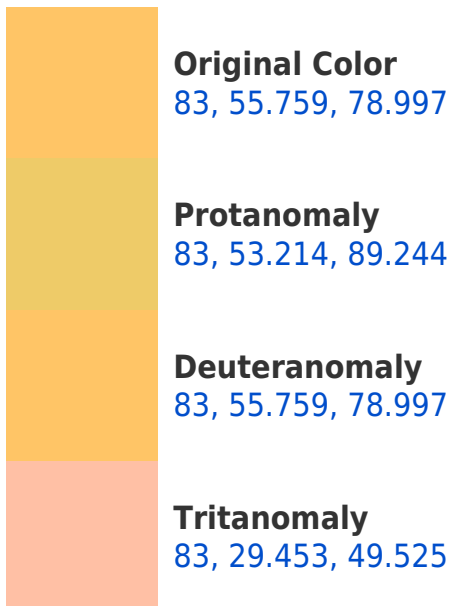 Original Color
83, 55.759, 78.997
Protanomaly
83, 53.214, 89.244
Deuteranomaly
83, 55.759, 78.997
Tritanomaly
83, 29.453, 49.525